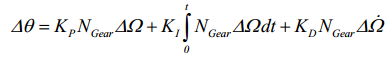 Δθ = K_P N_Gear ΔΩ + K_I ∫_0^t N_Gear ΔΩ dt + K_D N_Gear ΔΩ̇